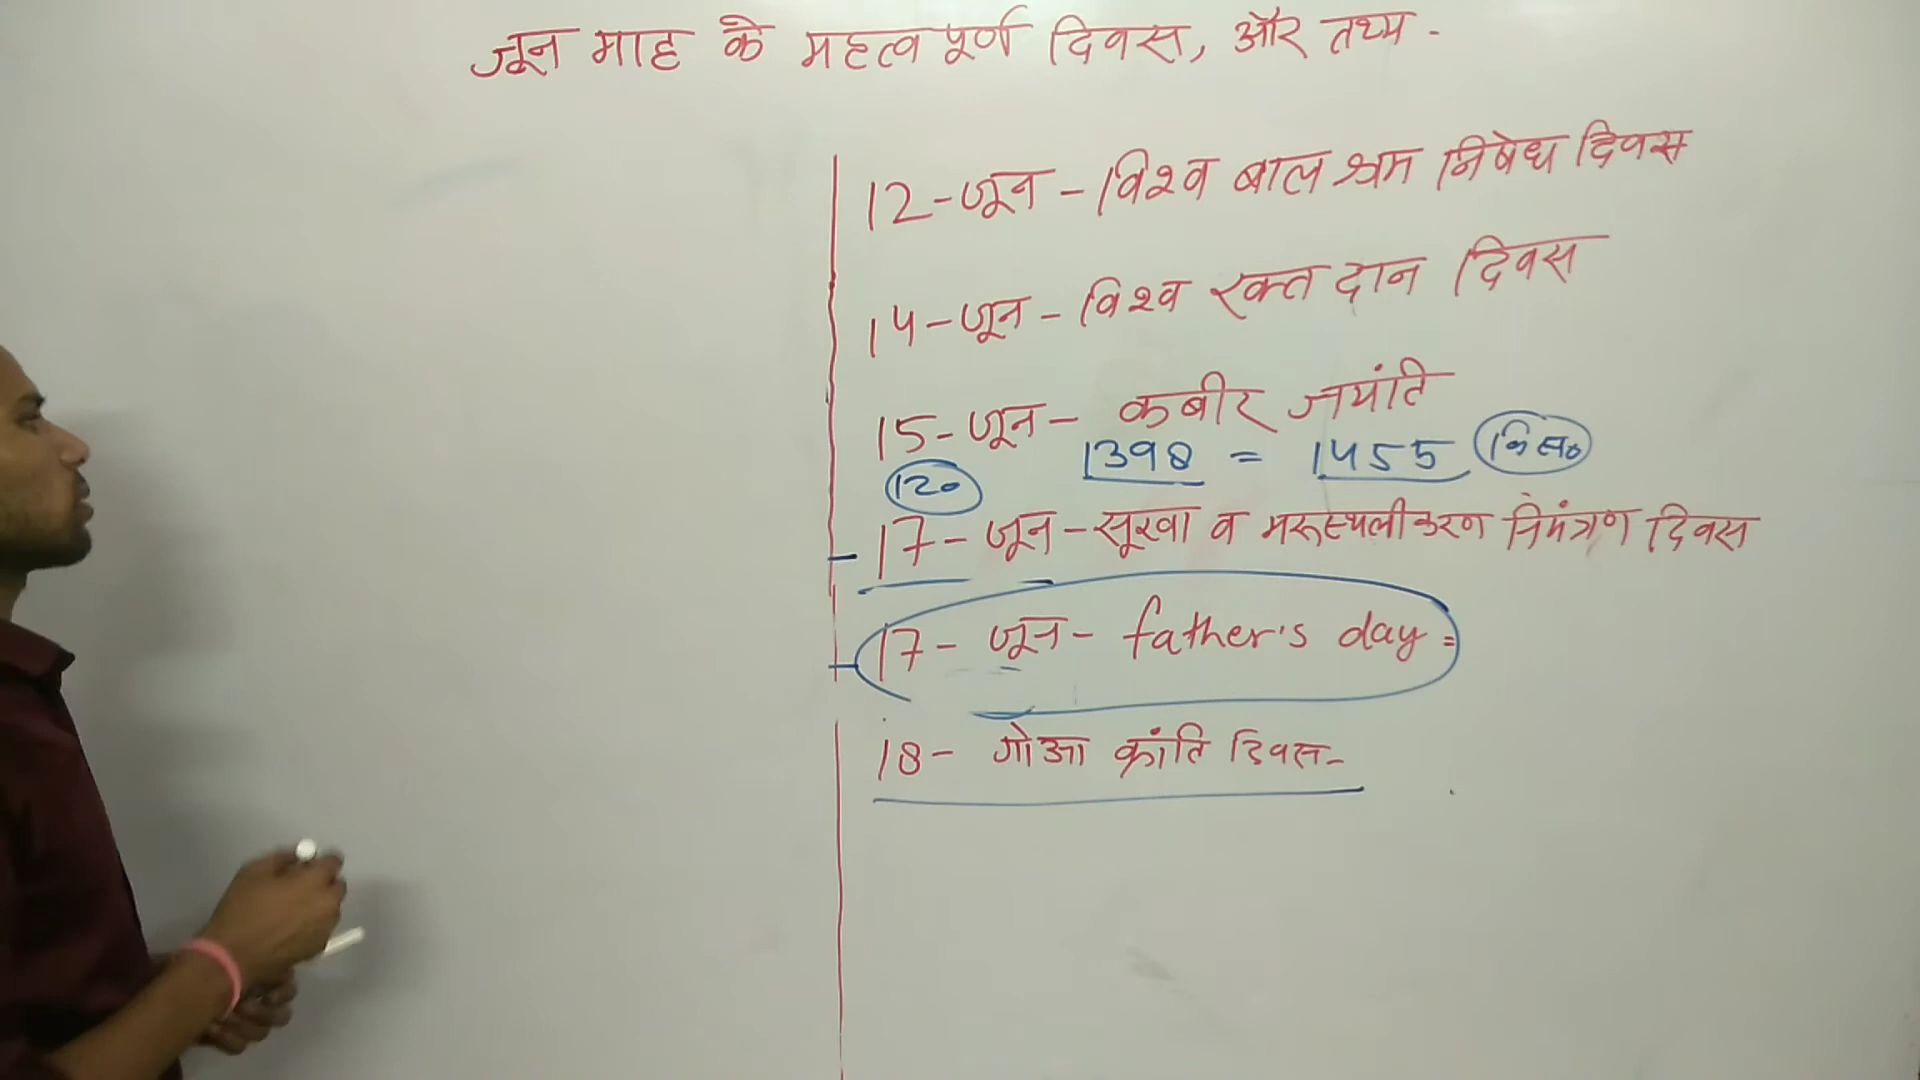 जून माह के महत्वपूर्ण दिवस, और तथ्य -
12-जून - विश्व बाल श्रम निषेध दिवस
14-जून - विश्व रक्त दान दिवस
15-जून - कबीर जयंति
120 1398 = 1455 वि०स०
17-जून - सूखा व मरुस्थलीकरण नियंत्रण दिवस
17- जून - father's day =
18- गोआ क्रांति दिवस-